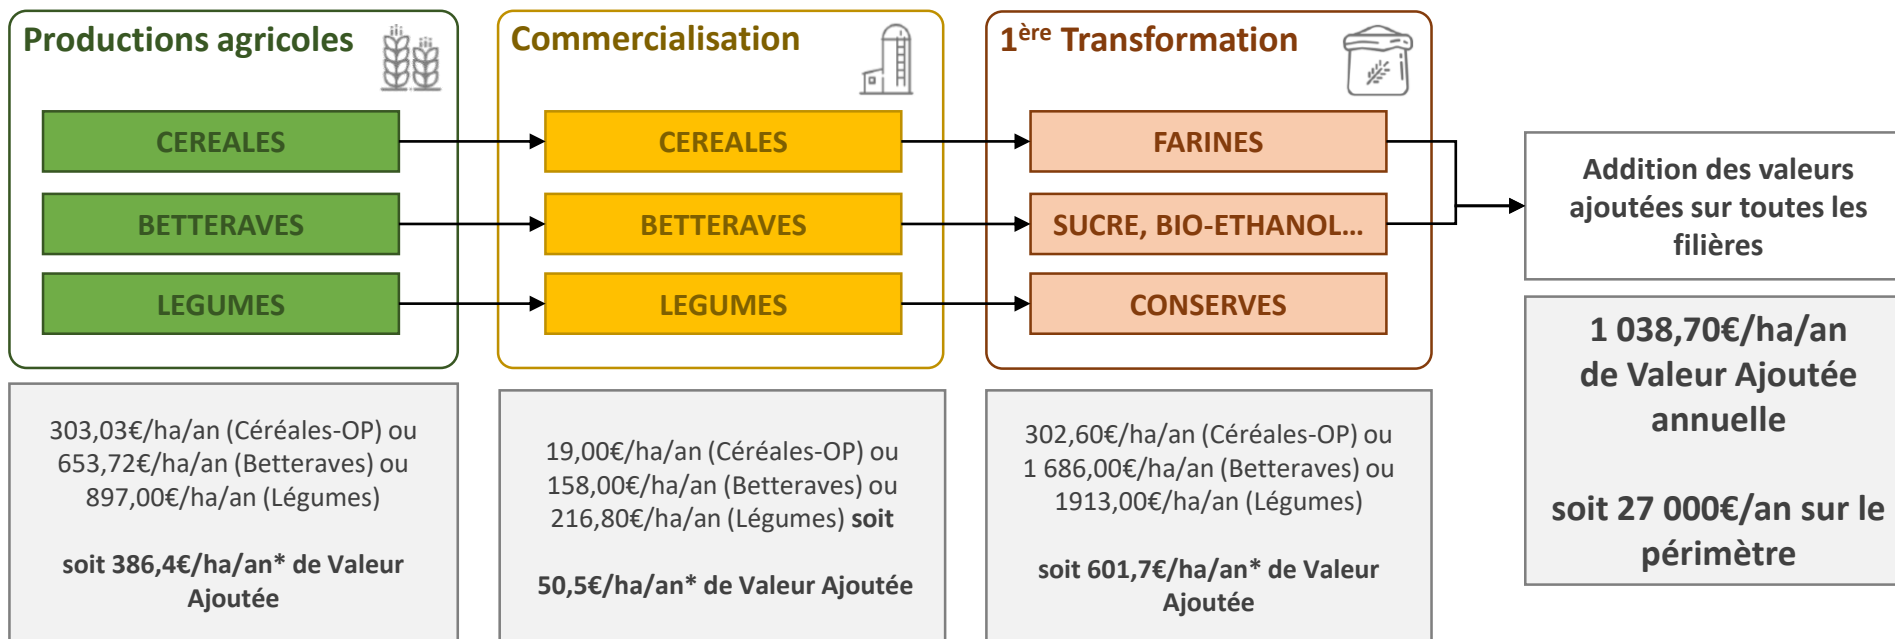 Productions agricoles
CEREALES
BETTERAVES
LEGUMES
303,03€/ha/an (Céréales-OP) ou
653,72€/ha/an (Betteraves) ou
897,00€/ha/an (Légumes)
soit 386,4€/ha/an* de Valeur
Ajoutée
Commercialisation
CEREALES
BETTERAVES
LEGUMES
19,00€/ha/an (Céréales-OP) ou
158,00€/ha/an (Betteraves) ou
216,80€/ha/an (Légumes) soit
50,5€/ha/an* de Valeur Ajoutée
1ère Transformation
FARINES
SUCRE, BIO-ETHANOL…
CONSERVES
302,60€/ha/an (Céréales-OP) ou
1 686,00€/ha/an (Betteraves) ou
1913,00€/ha/an (Légumes)
soit 601,7€/ha/an* de Valeur
Ajoutée
Addition des valeurs
ajoutées sur toutes les
filières
1 038,70€/ha/an
de Valeur Ajoutée
annuelle
soit 27 000€/an sur le
périmètre